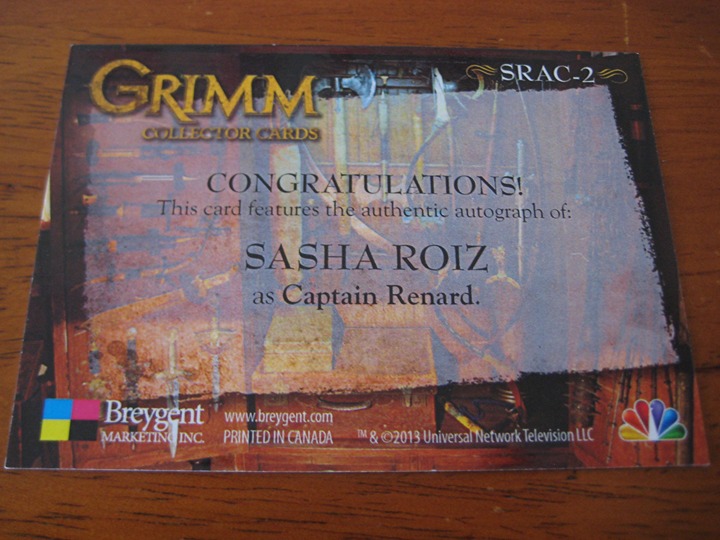 GRIMM
COLLECTOR CARDS
SRAC-2
CONGRATULATIONS!
This card features the authentic autograph of:
SASHA ROIZ
as Captain Renard.
Breygent
MARKETING INC.
www.breygent.com
PRINTED IN CANADA
™ & ©2013 Universal Network Television LLC